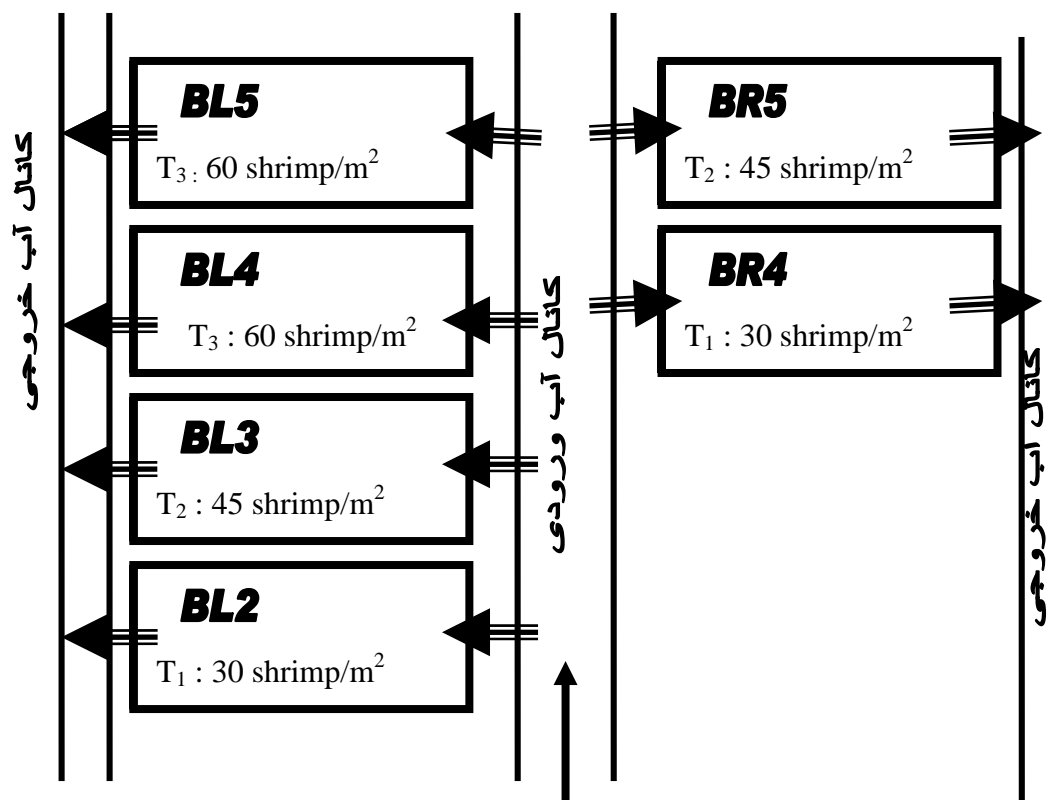 کانال آب خروجی
BL5
T₃ : 60 shrimp/m²
BL4
T₃ : 60 shrimp/m²
BL3
T₂ : 45 shrimp/m²
BL2
T₁ : 30 shrimp/m²
کانال آب ورودی
BR5
T₂ : 45 shrimp/m²
BR4
T₁ : 30 shrimp/m²
کانال اب خروجی